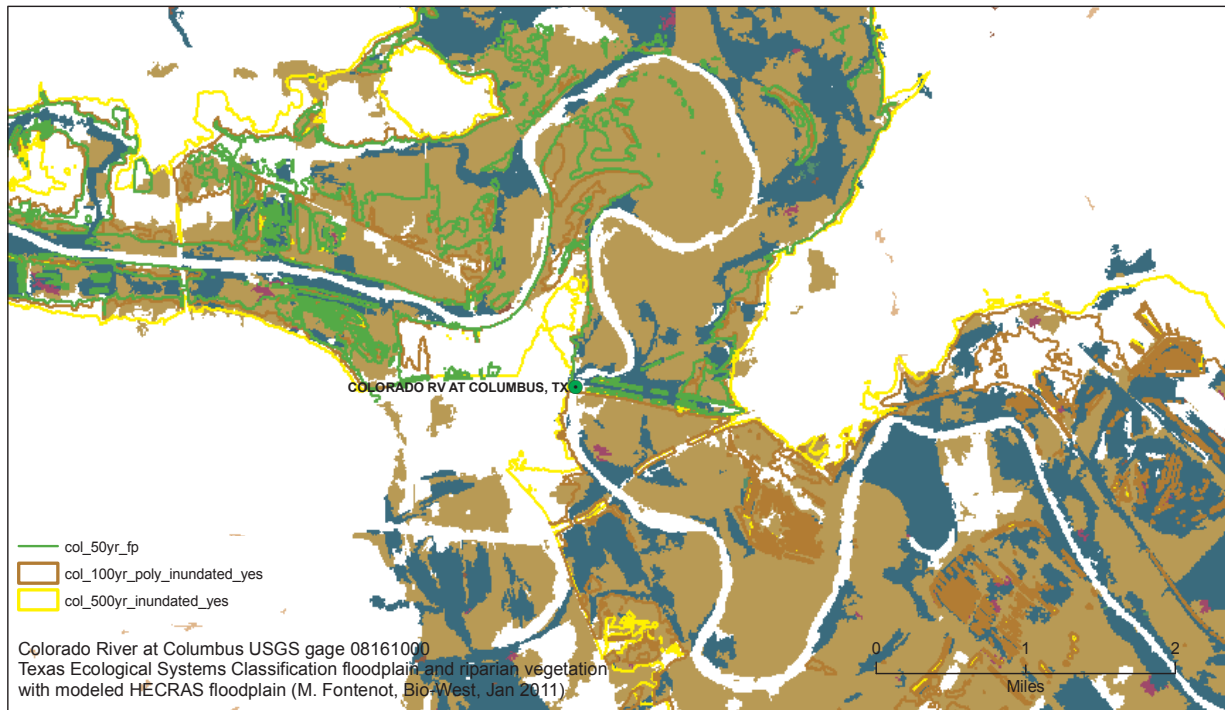 COLORADO RV AT COLUMBUS, TX
col_50yr_fp
col_100yr_poly_inundated_yes
col_500yr_inundated_yes
Colorado River at Columbus USGS gage 08161000
Texas Ecological Systems Classification floodplain and riparian vegetation
with modeled HECRAS floodplain (M. Fontenot, Bio-West, Jan 2011)
0 1 2
Miles